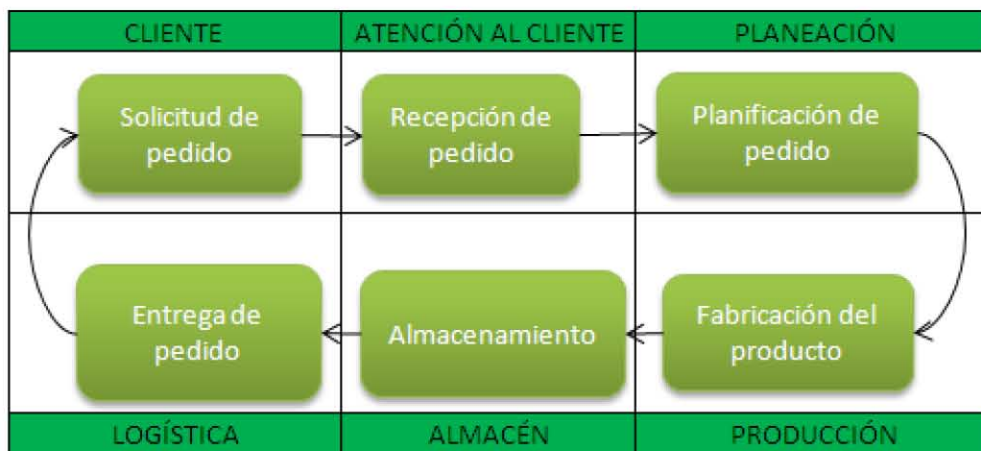 CLIENTE
ATENCIÓN AL CLIENTE
PLANEACIÓN
Solicitud de
pedido
Recepción de
pedido
Planificación de
pedido
Entrega de
pedido
Almacenamiento
Fabricación del
producto
LOGÍSTICA
ALMACÉN
PRODUCCIÓN